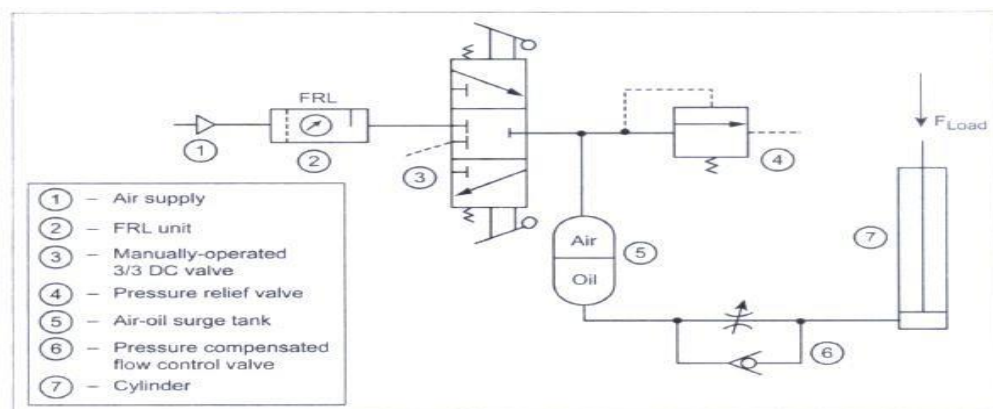 FRL
1
2
3
4
F Load
Air
Oil
5
6
7
1 – Air supply
2 – FRL unit
3 – Manually-operated
3/3 DC valve
4 – Pressure relief valve
5 – Air-oil surge tank
6 – Pressure compensated
flow control valve
7 – Cylinder